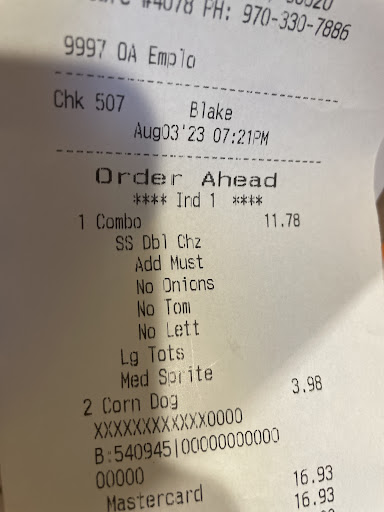 #4078 PH: 970-330-7886
9997 OA Emplo
Chk 507 Blake
Aug03'23 07:21PM
Order Ahead
**** Ind 1 ****
1 Combo 11.78
SS Dbl Chz
Add Must
No Onions
No Tom
No Lett
Lg Tots
Med Sprite
2 Corn Dog 3.98
XXXXXXXXXXXX0000
B:540945|00000000000
00000
Mastercard 16.93
16.93